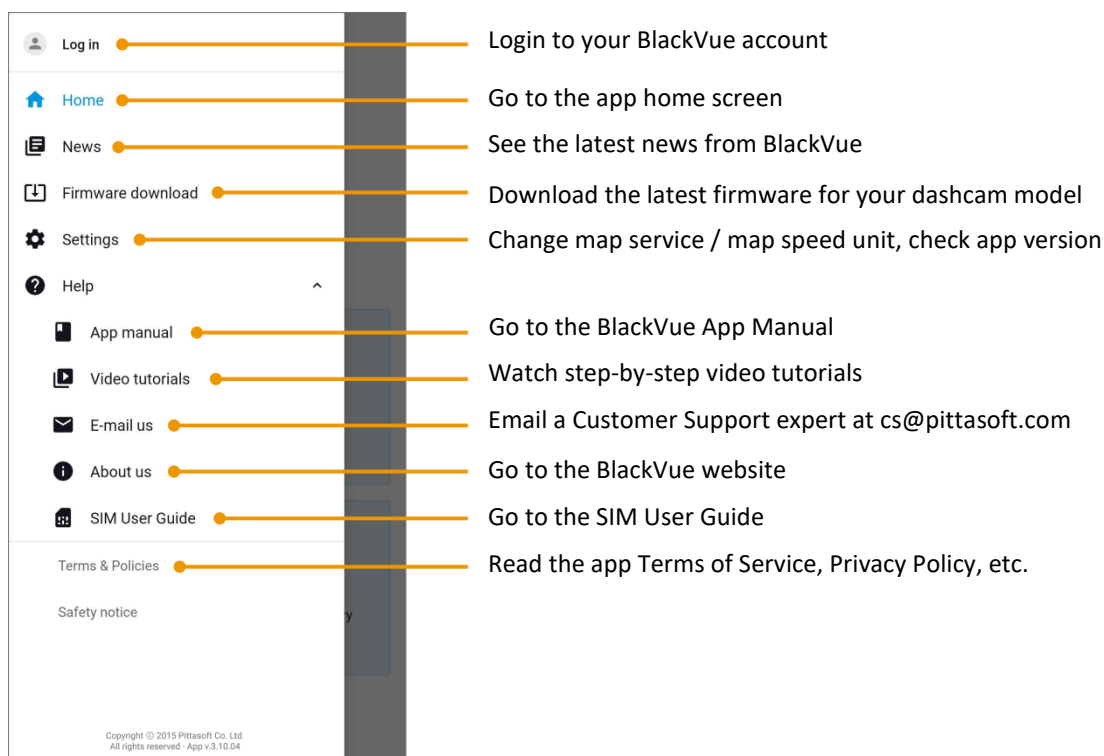 Log in
Login to your BlackVue account
Home
Go to the app home screen
News
See the latest news from BlackVue
Firmware download
Download the latest firmware for your dashcam model
Settings
Change map service / map speed unit, check app version
Help
App manual
Go to the BlackVue App Manual
Video tutorials
Watch step-by-step video tutorials
E-mail us
Email a Customer Support expert at cs@pittasoft.com
About us
Go to the BlackVue website
SIM User Guide
Go to the SIM User Guide
Terms & Policies
Read the app Terms of Service, Privacy Policy, etc.
Safety notice
y
Copyright © 2015 Pittasoft Co. Ltd
All rights reserved · App v.3.10.04